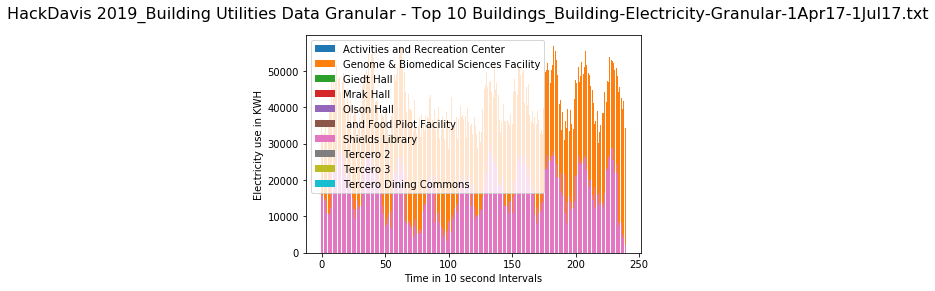 HackDavis 2019_Building Utilities Data Granular - Top 10 Buildings_Building-Electricity-Granular-1Apr17-1Jul17.txt
Activities and Recreation Center
Genome & Biomedical Sciences Facility
Giedt Hall
Mrak Hall
Olson Hall
and Food Pilot Facility
Shields Library
Tercero 2
Tercero 3
Tercero Dining Commons
Electricity use in KWH
50000
40000
30000
20000
10000
0
0 50 100 150 200 250
Time in 10 second Intervals